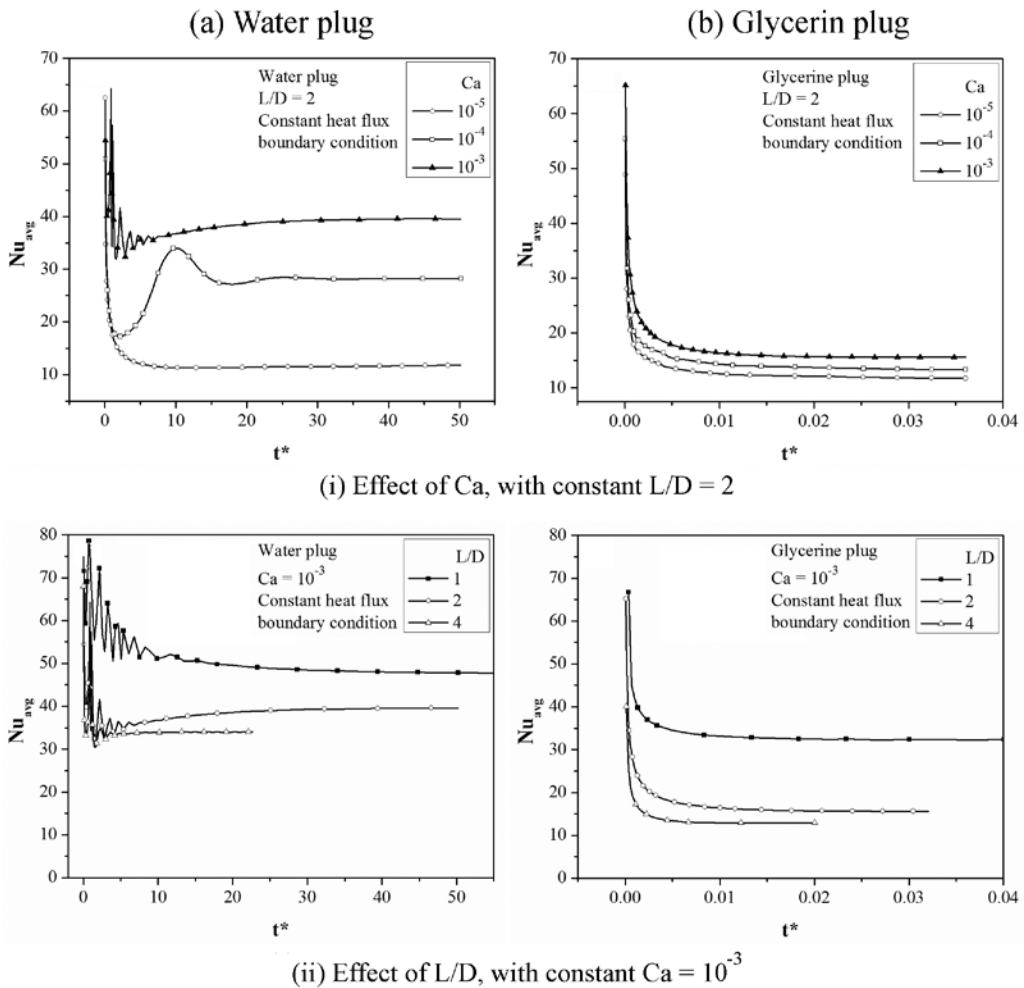 (a) Water plug
(b) Glycerin plug
70
60
50
40
30
20
10
Nu_avg
0
10
20
30
40
50
t*
Water plug
L/D = 2
Constant heat flux
boundary condition
Ca
10^-5
10^-4
10^-3
70
60
50
40
30
20
10
Nu_avg
0.00
0.01
0.02
0.03
0.04
t*
Glycerine plug
L/D = 2
Constant heat flux
boundary condition
Ca
10^-5
10^-4
10^-3
(i) Effect of Ca, with constant L/D = 2
80
70
60
50
40
30
20
10
0
Nu_avg
0
10
20
30
40
50
t*
Water plug
Ca = 10^-3
Constant heat flux
boundary condition
L/D
1
2
4
80
70
60
50
40
30
20
10
0
Nu_avg
0.00
0.01
0.02
0.03
0.04
t*
Glycerine plug
Ca = 10^-3
Constant heat flux
boundary condition
L/D
1
2
4
(ii) Effect of L/D, with constant Ca = 10^-3